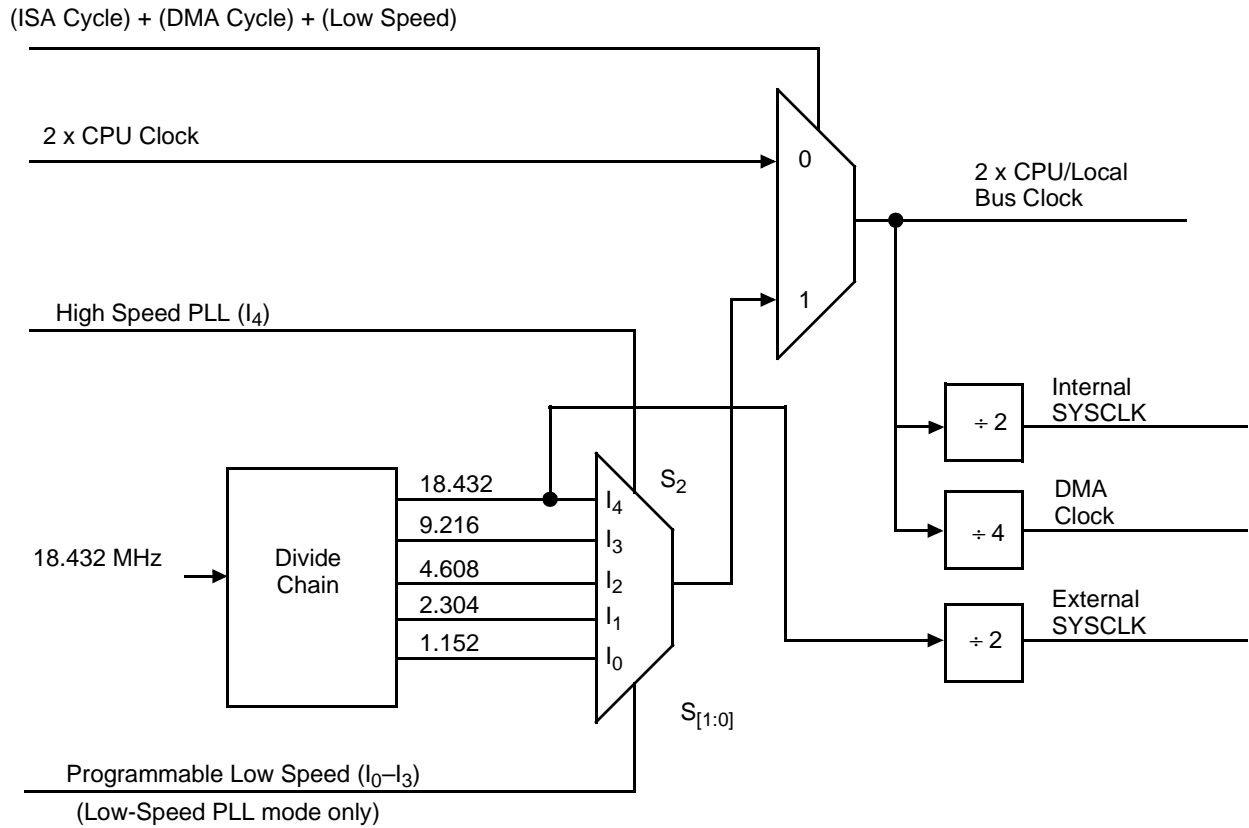 (ISA Cycle) + (DMA Cycle) + (Low Speed)
2 x CPU Clock
0
2 x CPU/Local
Bus Clock
1
High Speed PLL (I4)
Internal
SYSCLK
÷ 2
S2
18.432
I4
DMA
Clock
÷ 4
9.216
I3
18.432 MHz
Divide
Chain
4.608
I2
2.304
I1
External
SYSCLK
÷ 2
1.152
I0
S[1:0]
Programmable Low Speed (I0–I3)
(Low-Speed PLL mode only)